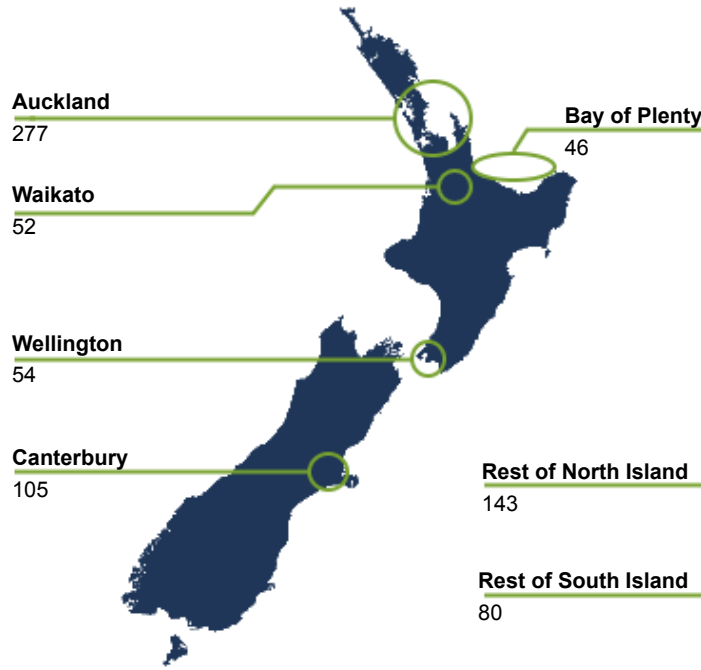 Auckland
277
Bay of Plenty
46
Waikato
52
Wellington
54
Canterbury
105
Rest of North Island
143
Rest of South Island
80